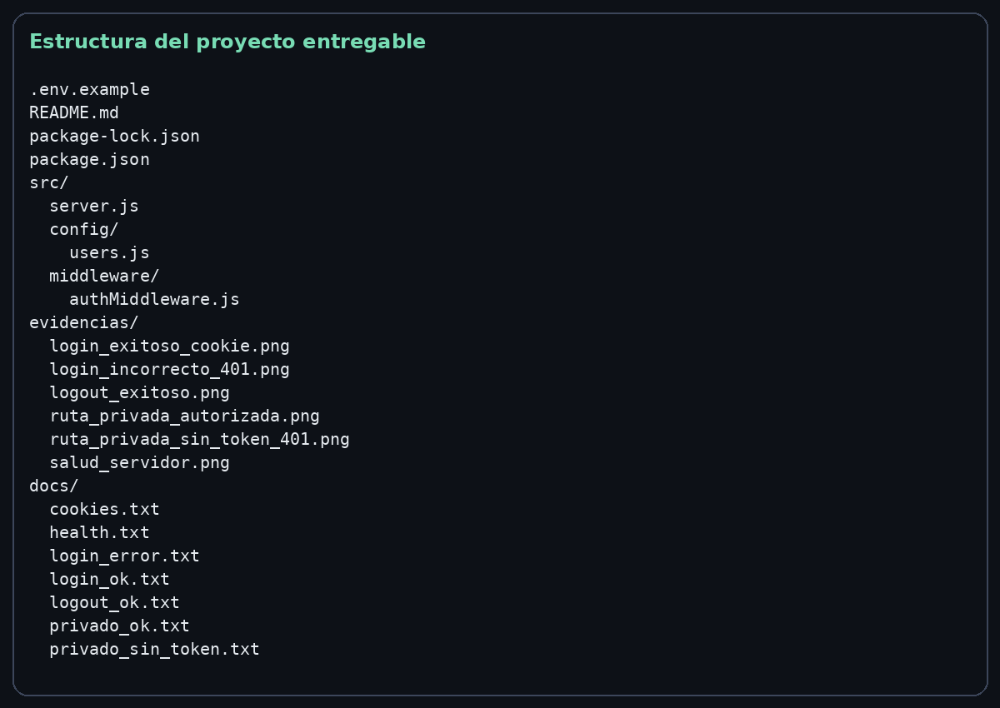 Estructura del proyecto entregable
.env.example
README.md
package-lock.json
package.json
src/
  server.js
  config/
    users.js
  middleware/
    authMiddleware.js
evidencias/
  login_exitoso_cookie.png
  login_incorrecto_401.png
  logout_exitoso.png
  ruta_privada_autorizada.png
  ruta_privada_sin_token_401.png
  salud_servidor.png
docs/
  cookies.txt
  health.txt
  login_error.txt
  login_ok.txt
  logout_ok.txt
  privado_ok.txt
  privado_sin_token.txt